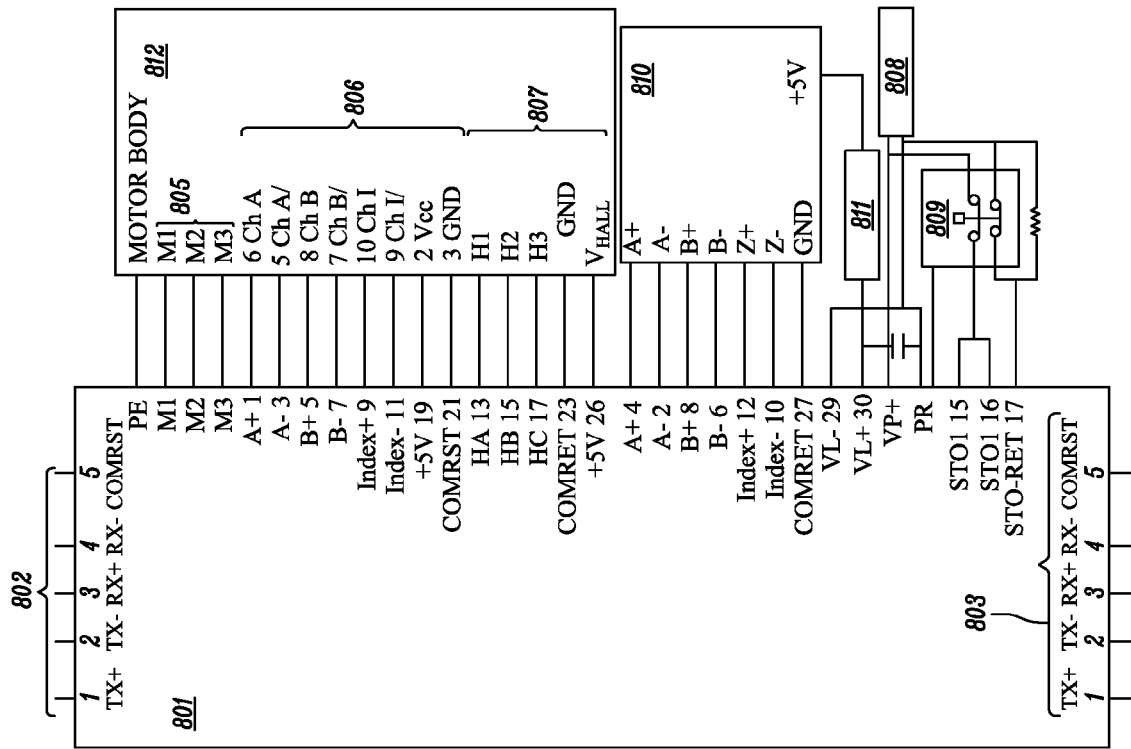 802
1 2 3 4 5
TX+ TX- RX+ RX- COMRST
801
PE
M1
M2
M3
A+ 1
A- 3
B+ 5
B- 7
Index+ 9
Index- 11
+5V 19
COMRST 21
HA 13
HB 15
HC 17
COMRET 23
+5V 26
A+ 4
A- 2
B+ 8
B- 6
Index+ 12
Index- 10
COMRET 27
VL- 29
VL+ 30
VP+
PR
STO1 15
STO1 16
STO-RET 17
803
TX+ TX- RX+ RX- COMRST
1 2 3 4 5
812
MOTOR BODY
M1
M2
M3
805
6 Ch A
5 Ch A/
8 Ch B
7 Ch B/
10 Ch I
9 Ch I/
2 Vcc
3 GND
806
H1
H2
H3
GND
VHALL
807
810
A+
A-
B+
B-
Z+
Z-
GND
+5V
811
808
809